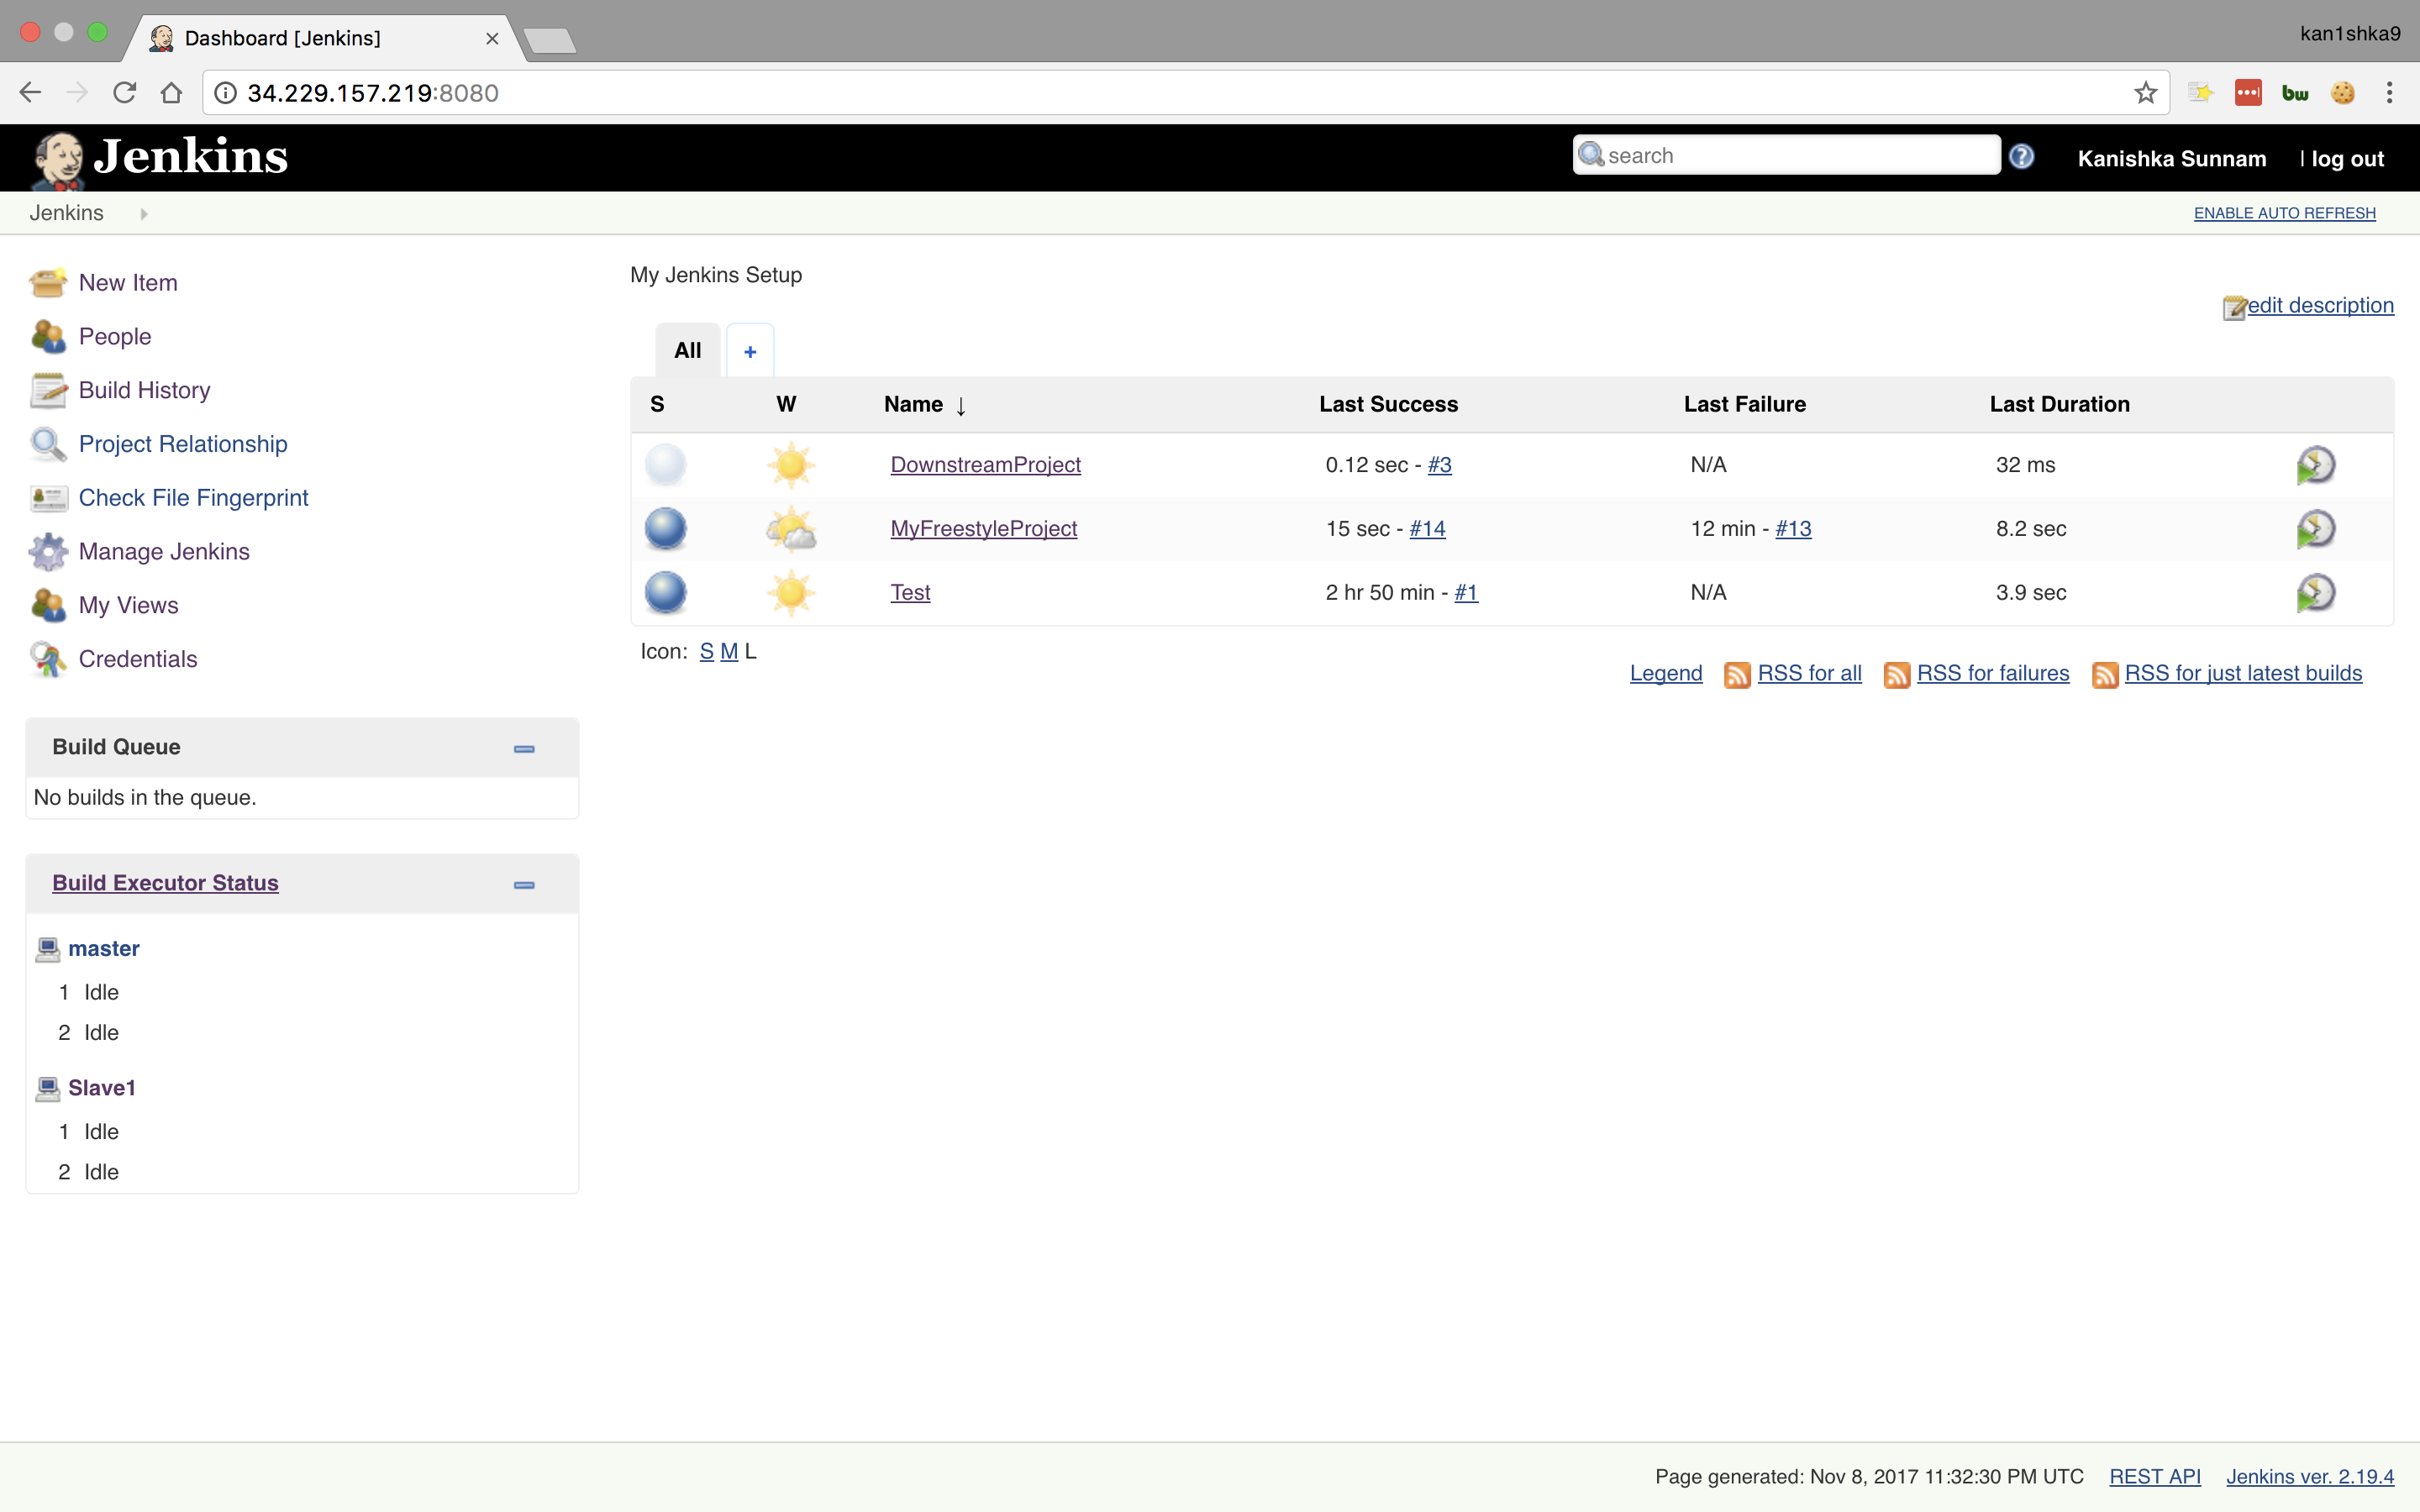 Dashboard [Jenkins]
kan1shka9
34.229.157.219:8080
bw
Jenkins
search
Kanishka Sunnam | log out
Jenkins
ENABLE AUTO REFRESH
New Item
People
Build History
Project Relationship
Check File Fingerprint
Manage Jenkins
My Views
Credentials
Build Queue
No builds in the queue.
Build Executor Status
master
1 Idle
2 Idle
Slave1
1 Idle
2 Idle
My Jenkins Setup
edit description
All +
S W Name ↓ Last Success Last Failure Last Duration
DownstreamProject 0.12 sec - #3 N/A 32 ms
MyFreestyleProject 15 sec - #14 12 min - #13 8.2 sec
Test 2 hr 50 min - #1 N/A 3.9 sec
Icon: S M L
Legend RSS for all RSS for failures RSS for just latest builds
Page generated: Nov 8, 2017 11:32:30 PM UTC REST API Jenkins ver. 2.19.4